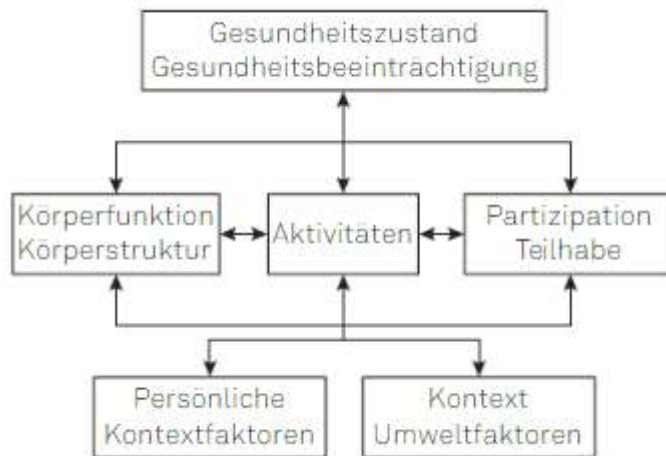 Gesundheitszustand
Gesundheitsbeeinträchtigung
Körperfunktion
Körperstruktur
Aktivitäten
Partizipation
Teilhabe
Persönliche
Kontextfaktoren
Kontext
Umweltfaktoren